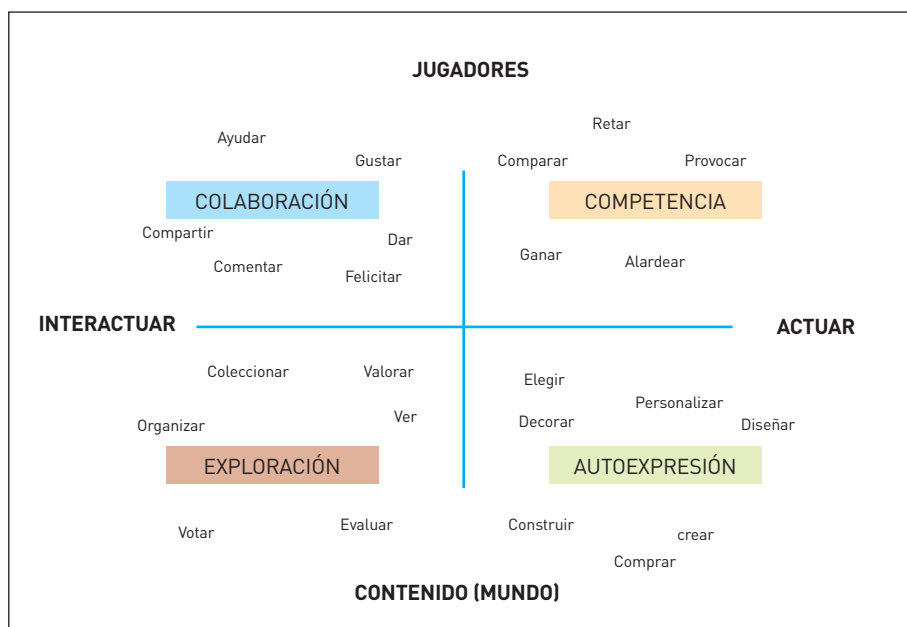 JUGADORES
Retar
Ayudar
Gustar
Comparar
Provocar
COLABORACIÓN
COMPETENCIA
Compartir
Dar
Comentar
Felicitar
Ganar
Alardear
INTERACTUAR
ACTUAR
Coleccionar
Valorar
Elegir
Personalizar
Organizar
Ver
Decorar
Diseñar
EXPLORACIÓN
AUTOEXPRESIÓN
Votar
Evaluar
Construir
crear
Comprar
CONTENIDO (MUNDO)